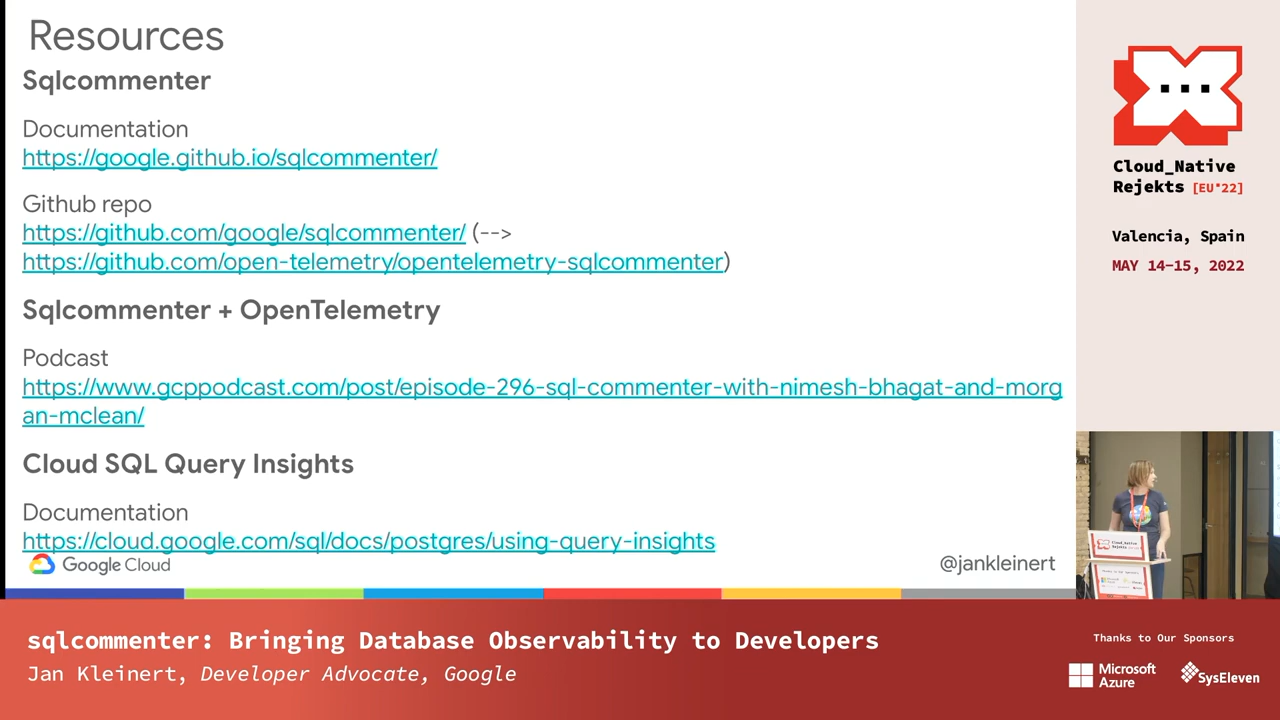 Resources
Sqlcommenter
Documentation
https://google.github.io/sqlcommenter/
Github repo
https://github.com/google/sqlcommenter/ (-->
https://github.com/open-telemetry/opentelemetry-sqlcommenter)
Sqlcommenter + OpenTelemetry
Podcast
https://www.gcppodcast.com/post/episode-296-sql-commenter-with-nimesh-bhagat-and-morg
an-mclean/
Cloud SQL Query Insights
Documentation
https://cloud.google.com/sql/docs/postgres/using-query-insights
Google Cloud
@jankleinert
Cloud_Native
Rejekts [EU*22]
Valencia, Spain
MAY 14-15, 2022
Cloud_Native
Rejekts
sqlcommenter: Bringing Database Observability to Developers
Jan Kleinert, Developer Advocate, Google
Thanks to Our Sponsors
Microsoft
Azure
SysEleven